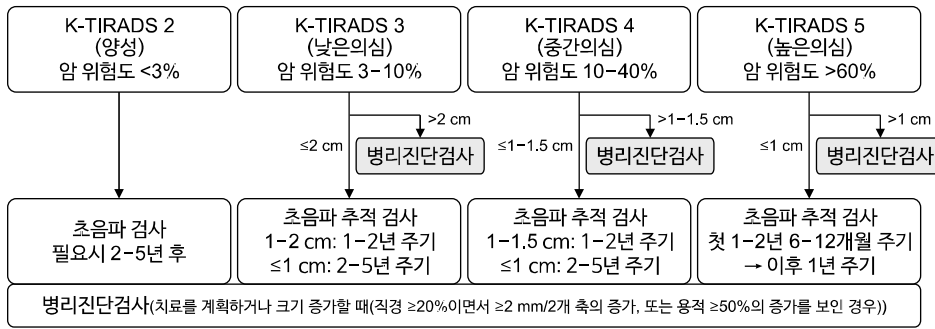 K-TIRADS 2
(양성)
암 위험도 <3%
K-TIRADS 3
(낮은의심)
암 위험도 3-10%
K-TIRADS 4
(중간의심)
암 위험도 10-40%
K-TIRADS 5
(높은의심)
암 위험도 >60%
>2 cm
≤2 cm
병리진단검사
>1-1.5 cm
≤1-1.5 cm
병리진단검사
>1 cm
≤1 cm
병리진단검사
초음파 검사
필요시 2-5년 후
초음파 추적 검사
1-2 cm: 1-2년 주기
≤1 cm: 2-5년 주기
초음파 추적 검사
1-1.5 cm: 1-2년 주기
≤1 cm: 2-5년 주기
초음파 추적 검사
첫 1-2년 6-12개월 주기
→ 이후 1년 주기
병리진단검사(치료를 계획하거나 크기 증가할 때(직경 ≥20%이면서 ≥2 mm/2개 축의 증가, 또는 용적 ≥50%의 증가를 보인 경우))